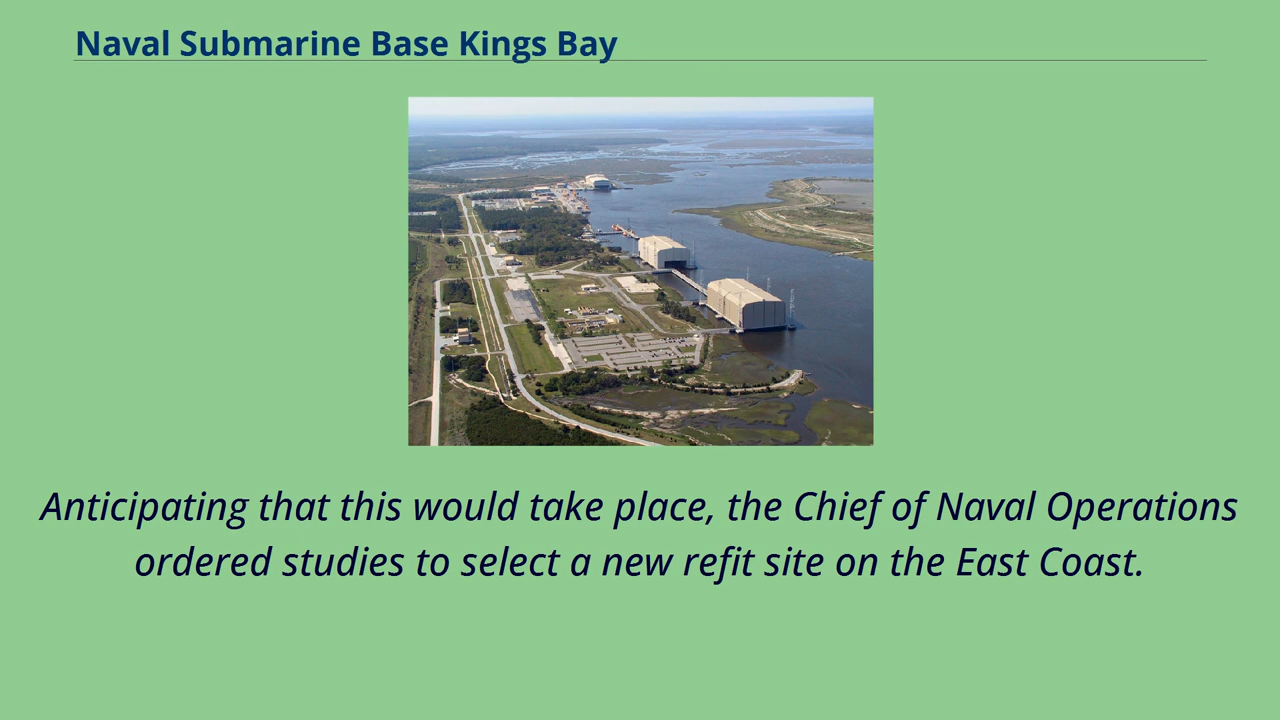 Naval Submarine Base Kings Bay
Anticipating that this would take place, the Chief of Naval Operations
ordered studies to select a new refit site on the East Coast.